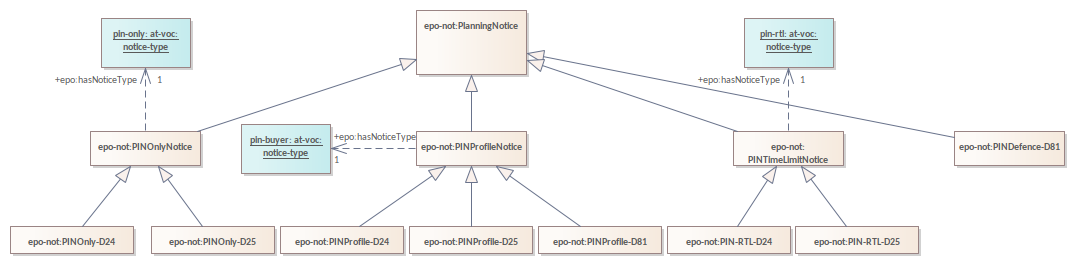 pin-only: at-voc:
notice-type
epo-not:PlanningNotice
pin-rtl: at-voc:
notice-type
+epo:hasNoticeType
1
+epo:hasNoticeType
1
epo-not:PINOnlyNotice
pin-buyer: at-voc:
notice-type
+epo:hasNoticeType
1
epo-not:PINProfileNotice
epo-not:
PINTimeLimitNotice
epo-not:PINDefence-D81
epo-not:PINOnly-D24
epo-not:PINOnly-D25
epo-not:PINProfile-D24
epo-not:PINProfile-D25
epo-not:PINProfile-D81
epo-not:PIN-RTL-D24
epo-not:PIN-RTL-D25